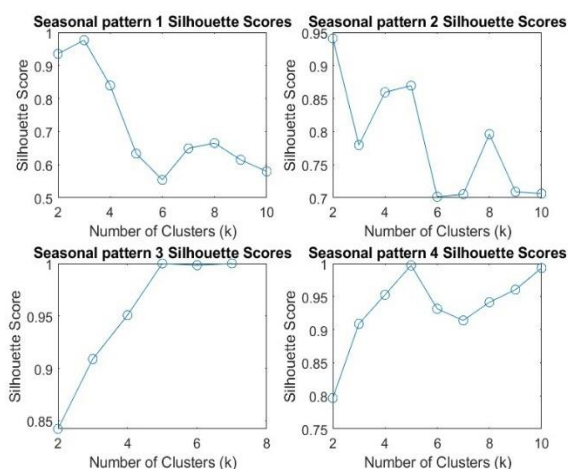 Seasonal pattern 1 Silhouette Scores
1
0.9
0.8
0.7
0.6
0.5
Silhouette Score
2 4 6 8 10
Number of Clusters (k)
Seasonal pattern 2 Silhouette Scores
0.95
0.9
0.85
0.8
0.75
0.7
Silhouette Score
2 4 6 8 10
Number of Clusters (k)
Seasonal pattern 3 Silhouette Scores
1
0.95
0.9
0.85
Silhouette Score
2 4 6 8
Number of Clusters (k)
Seasonal pattern 4 Silhouette Scores
1
0.95
0.9
0.85
0.8
0.75
Silhouette Score
2 4 6 8 10
Number of Clusters (k)